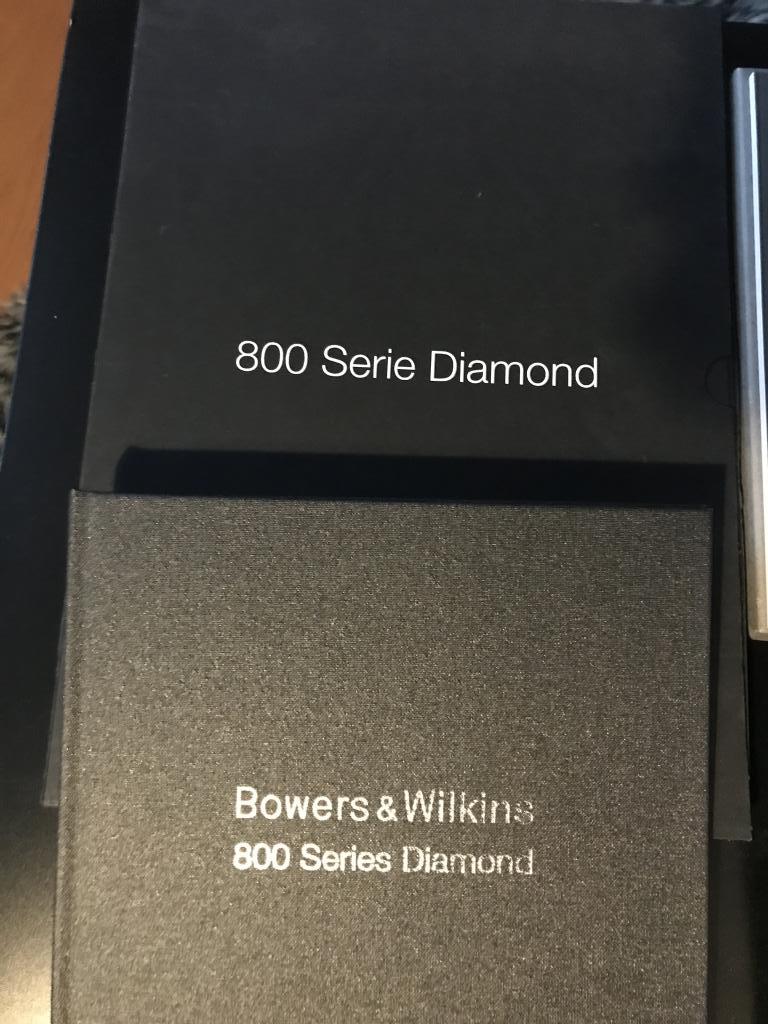 800 Serie Diamond
Bowers & Wilkins
800 Series Diamond